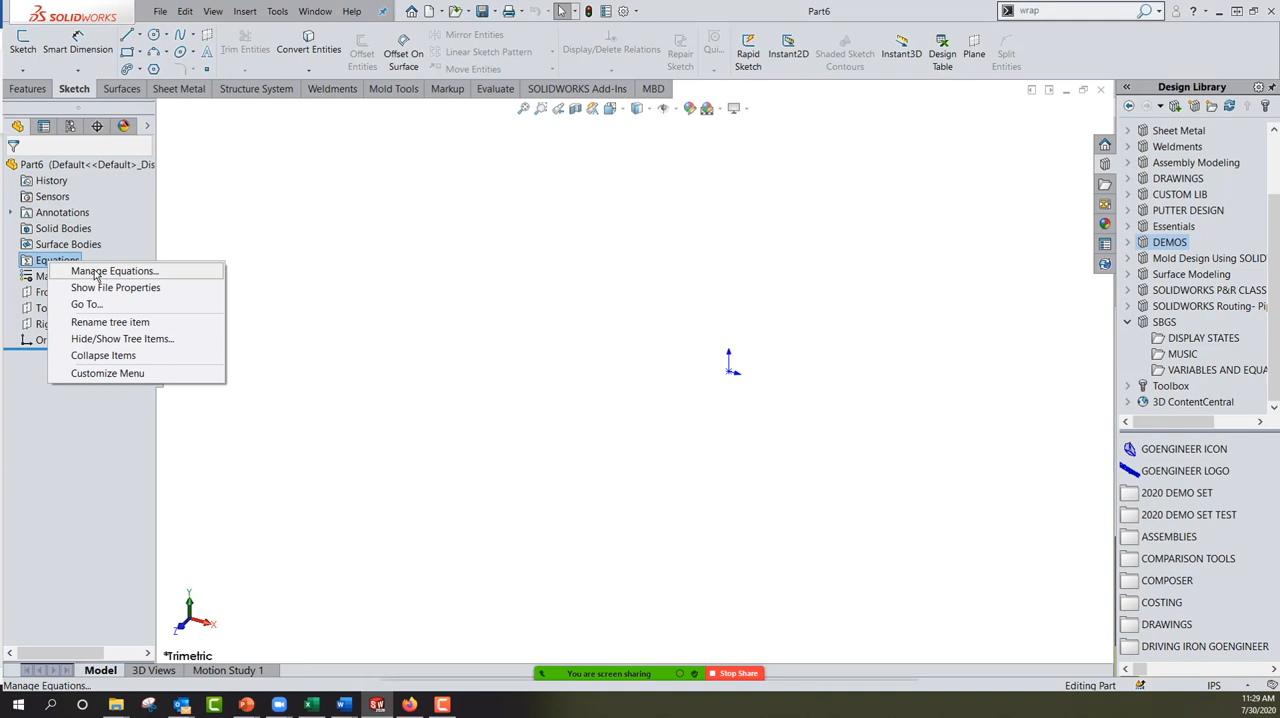 SOLIDWORKS
File Edit View Insert Tools Window Help
Part6
wrap
Sketch
Smart Dimension
Trim Entities
Convert Entities
Offset Entities
Offset On Surface
Mirror Entities
Linear Sketch Pattern
Move Entities
Display/Delete Relations
Repair Sketch
Qui...
Rapid Sketch
Instant2D
Shaded Sketch Contours
Instant3D
Design Table
Plane
Split Entities
Features Sketch Surfaces Sheet Metal Structure System Weldments Mold Tools Markup Evaluate SOLIDWORKS Add-Ins MBD
Part6 (Default<<Default>_Dis
History
Sensors
Annotations
Solid Bodies
Surface Bodies
Equations
Ma
Fro
To
Rig
Or
Manage Equations...
Show File Properties
Go To...
Rename tree item
Hide/Show Tree Items...
Collapse Items
Customize Menu
Y
X
Z
*Trimetric
Design Library
Sheet Metal
Weldments
Assembly Modeling
DRAWINGS
CUSTOM LIB
PUTTER DESIGN
Essentials
DEMOS
Mold Design Using SOLID
Surface Modeling
SOLIDWORKS P&R CLASS
SOLIDWORKS Routing- Pi
SBGS
DISPLAY STATES
MUSIC
VARIABLES AND EQUA
Toolbox
3D ContentCentral
GOENGINEER ICON
GOENGINEER LOGO
2020 DEMO SET
2020 DEMO SET TEST
ASSEMBLIES
COMPARISON TOOLS
COMPOSER
COSTING
DRAWINGS
DRIVING IRON GOENGINEER
Model 3D Views Motion Study 1
You are screen sharing Stop Share
Manage Equations...
Editing Part
IPS
11:29 AM
7/30/2020